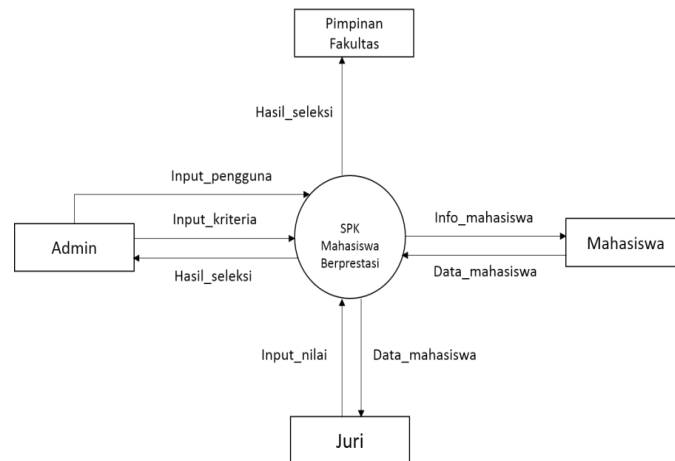 Pimpinan
Fakultas
Hasil_seleksi
Input_pengguna
Input_kriteria
Admin
Hasil_seleksi
SPK
Mahasiswa
Berprestasi
Info_mahasiswa
Mahasiswa
Data_mahasiswa
Input_nilai
Data_mahasiswa
Juri